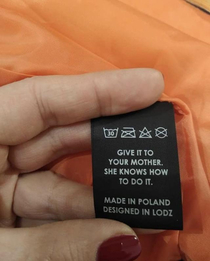 30
GIVE IT TO
YOUR MOTHER.
SHE KNOWS HOW
TO DO IT.
MADE IN POLAND
DESIGNED IN LODZ